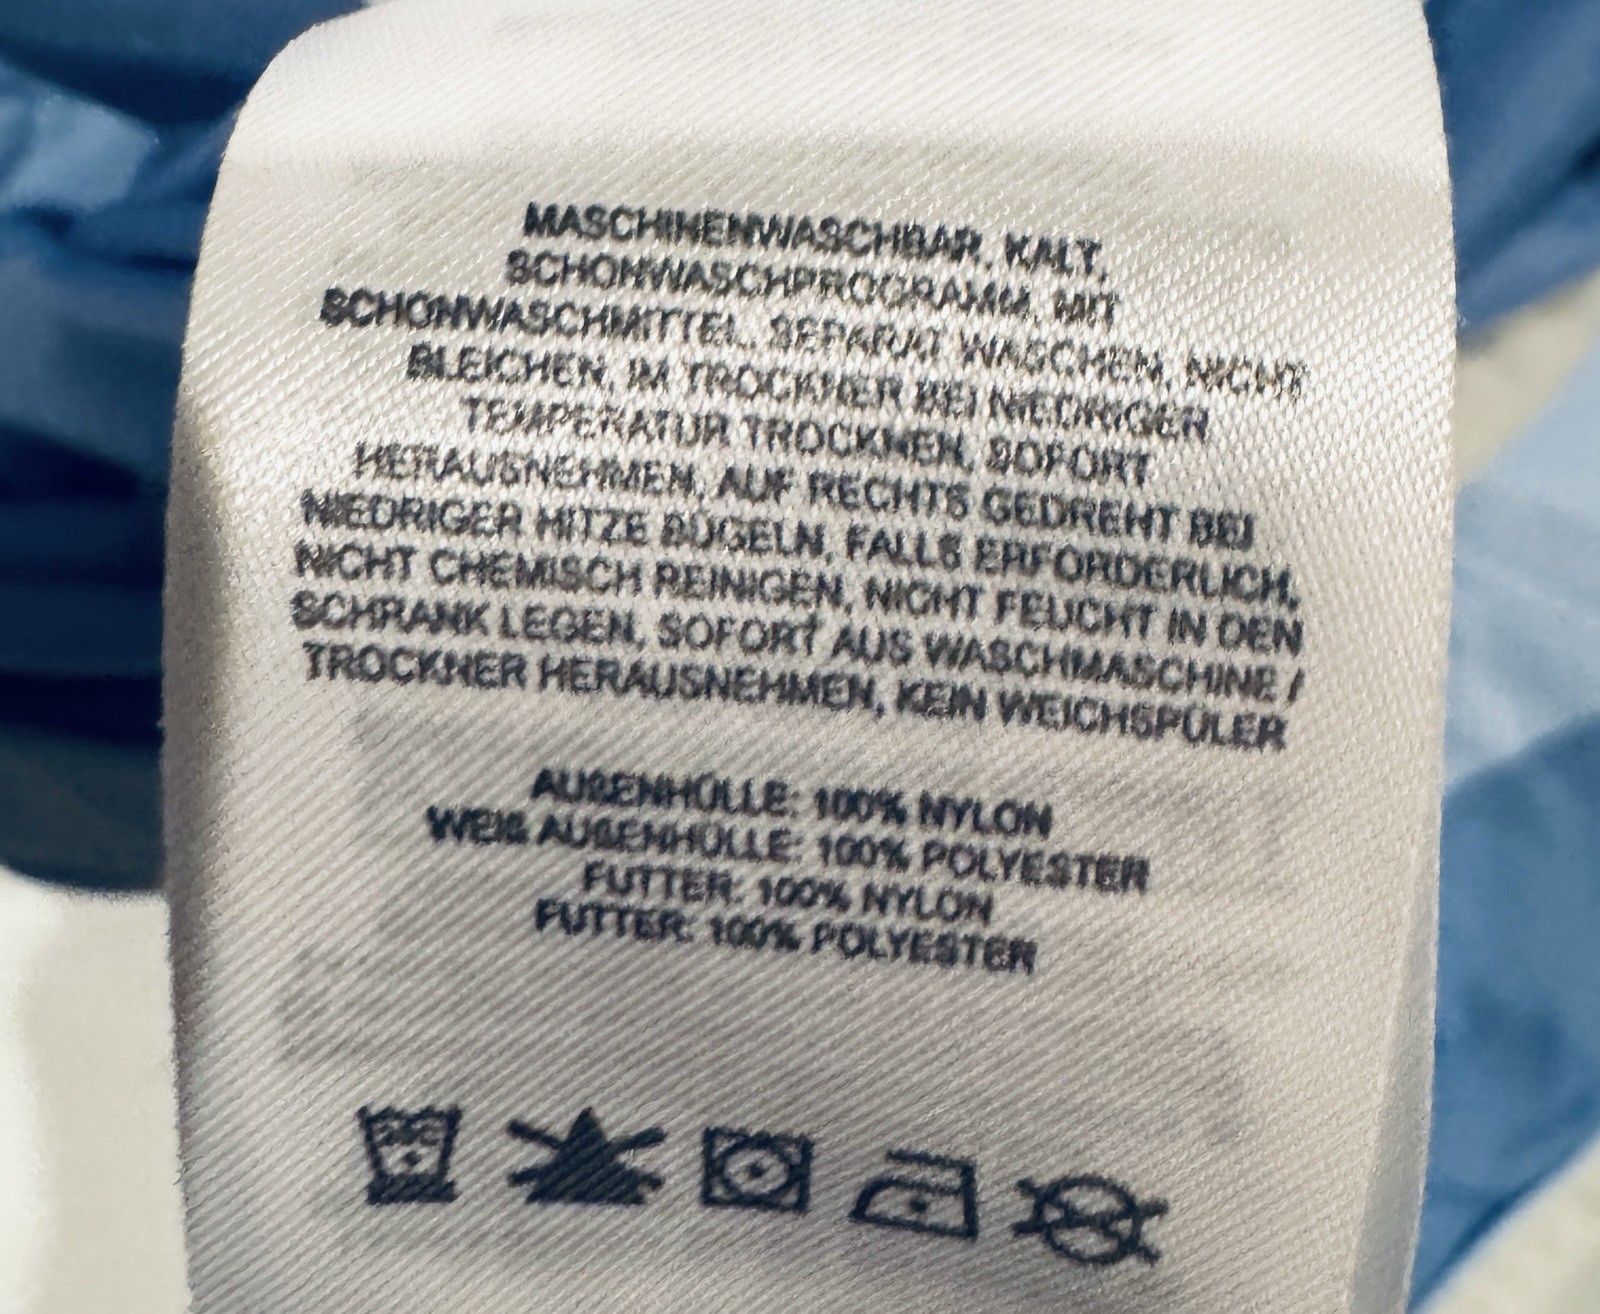 MASCHINENWASCHBAR, KALT,
SCHONWASCHPROGRAMM, MIT
SCHONWASCHMITTEL, SEPARAT WASCHEN, NICHT
BLEICHEN, IM TROCKNER BEI NIEDRIGER
TEMPERATUR TROCKNEN, SOFORT
HERAUSNEHMEN, AUF RECHTS GEDREHT BEI
NIEDRIGER HITZE BÜGELN, FALLS ERFORDERLICH,
NICHT CHEMISCH REINIGEN, NICHT FEUCHT IN DEN
SCHRANK LEGEN, SOFORT AUS WASCHMASCHINE /
TROCKNER HERAUSNEHMEN, KEIN WEICHSPÜLER
AUßENHÜLLE: 100% NYLON
WEIß AUßENHÜLLE: 100% POLYESTER
FUTTER: 100% NYLON
FUTTER: 100% POLYESTER